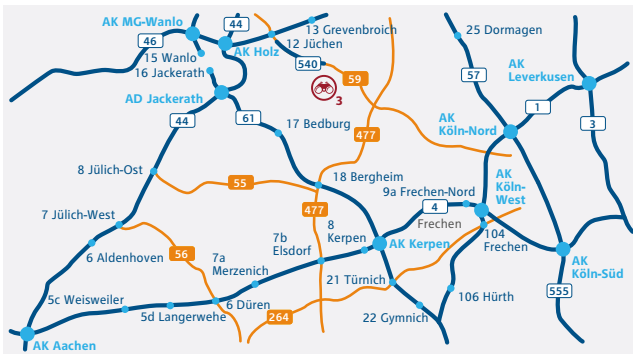 AK MG-Wanlo
44
13 Grevenbroich
25 Dormagen
46
12 Jüchen
AK Holz
15 Wanlo
16 Jackerath
540
57
AK
Leverkusen
59
3
AD Jackerath
1
44
61
17 Bedburg
477
AK
Köln-Nord
3
8 Jülich-Ost
55
18 Bergheim
9a Frechen-Nord
AK
Köln-
West
477
4
7 Jülich-West
8
Kerpen
Frechen
104
Frechen
7b
Elsdorf
AK Kerpen
6 Aldenhoven
56
7a
Merzenich
AK
Köln-Süd
21 Türnich
5c Weisweiler
6 Düren
106 Hürth
555
5d Langerwehe
264
22 Gymnich
AK Aachen